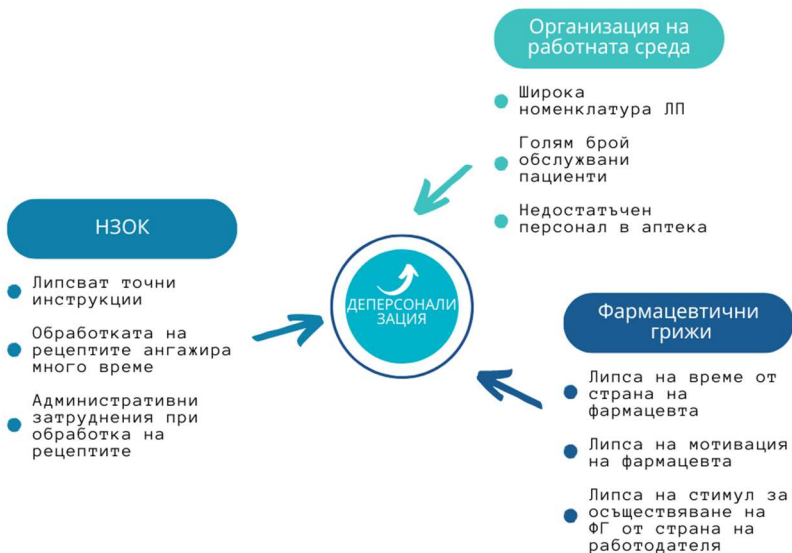 Организация на
работната среда
Широка
номенклатура ЛП
Голям брой
обслужвани
пациенти
Недостатъчен
персонал в аптека
НЗОК
Липсват точни
инструкции
Обработката на
рецептите ангажира
много време
Административни
затруднения при
обработка на
рецептите
ДЕПЕРСОНАЛИ
ЗАЦИЯ
Фармацевтични
грижи
Липса на време от
страна на
фармацевта
Липса на мотивация
на фармацевта
Липса на стимул за
осъществяване на
ФГ от страна на
работодателя